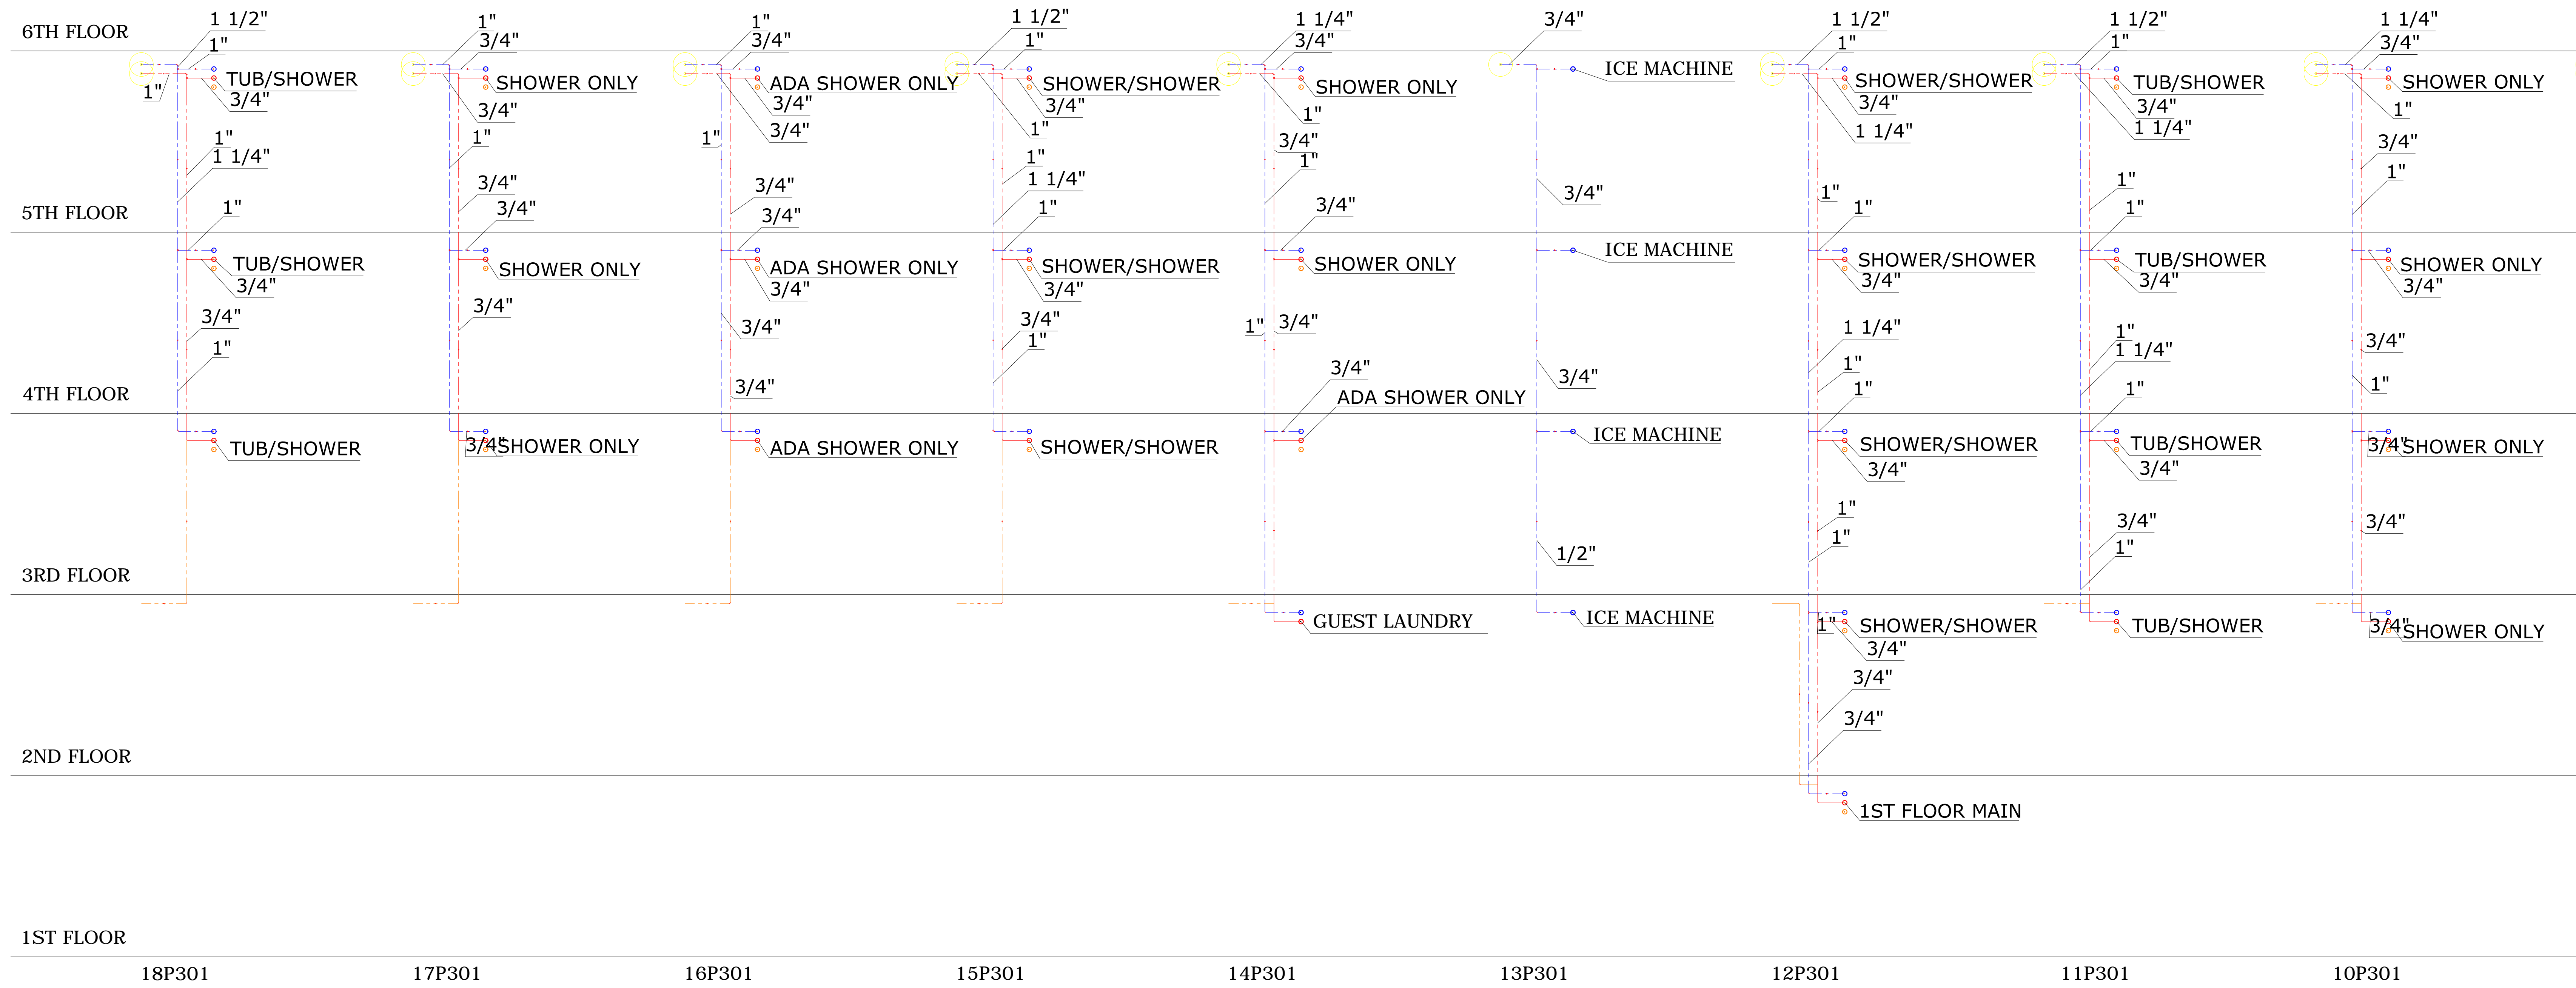 6TH FLOOR
1 1/2"
1"
TUB/SHOWER
1"
3/4"
1"
1 1/4"
1"
3/4"
SHOWER ONLY
3/4"
1"
3/4"
1"
3/4"
ADA SHOWER ONLY
3/4"
3/4"
1"
3/4"
1 1/2"
1"
SHOWER/SHOWER
3/4"
1"
1"
1 1/4"
1 1/4"
3/4"
SHOWER ONLY
1"
3/4"
1"
3/4"
ICE MACHINE
3/4"
1 1/2"
1"
SHOWER/SHOWER
3/4"
1 1/4"
1"
1 1/2"
1"
TUB/SHOWER
3/4"
1 1/4"
1"
1 1/4"
3/4"
SHOWER ONLY
1"
3/4"
1"
5TH FLOOR
1"
TUB/SHOWER
3/4"
3/4"
1"
3/4"
SHOWER ONLY
3/4"
3/4"
ADA SHOWER ONLY
3/4"
3/4"
3/4"
1"
SHOWER/SHOWER
3/4"
3/4"
1"
3/4"
SHOWER ONLY
1"
3/4"
ICE MACHINE
3/4"
1"
SHOWER/SHOWER
3/4"
1 1/4"
1"
1"
TUB/SHOWER
3/4"
1"
1 1/4"
SHOWER ONLY
3/4"
3/4"
1"
4TH FLOOR
TUB/SHOWER
3/4"
SHOWER ONLY
ADA SHOWER ONLY
SHOWER/SHOWER
3/4"
ADA SHOWER ONLY
ICE MACHINE
1/2"
1"
SHOWER/SHOWER
3/4"
1"
1"
1"
TUB/SHOWER
3/4"
3/4"
1"
3/4"
SHOWER ONLY
3/4"
3RD FLOOR
GUEST LAUNDRY
ICE MACHINE
1"
SHOWER/SHOWER
3/4"
3/4"
3/4"
TUB/SHOWER
3/4"
SHOWER ONLY
2ND FLOOR
1ST FLOOR MAIN
1ST FLOOR
18P301
17P301
16P301
15P301
14P301
13P301
12P301
11P301
10P301